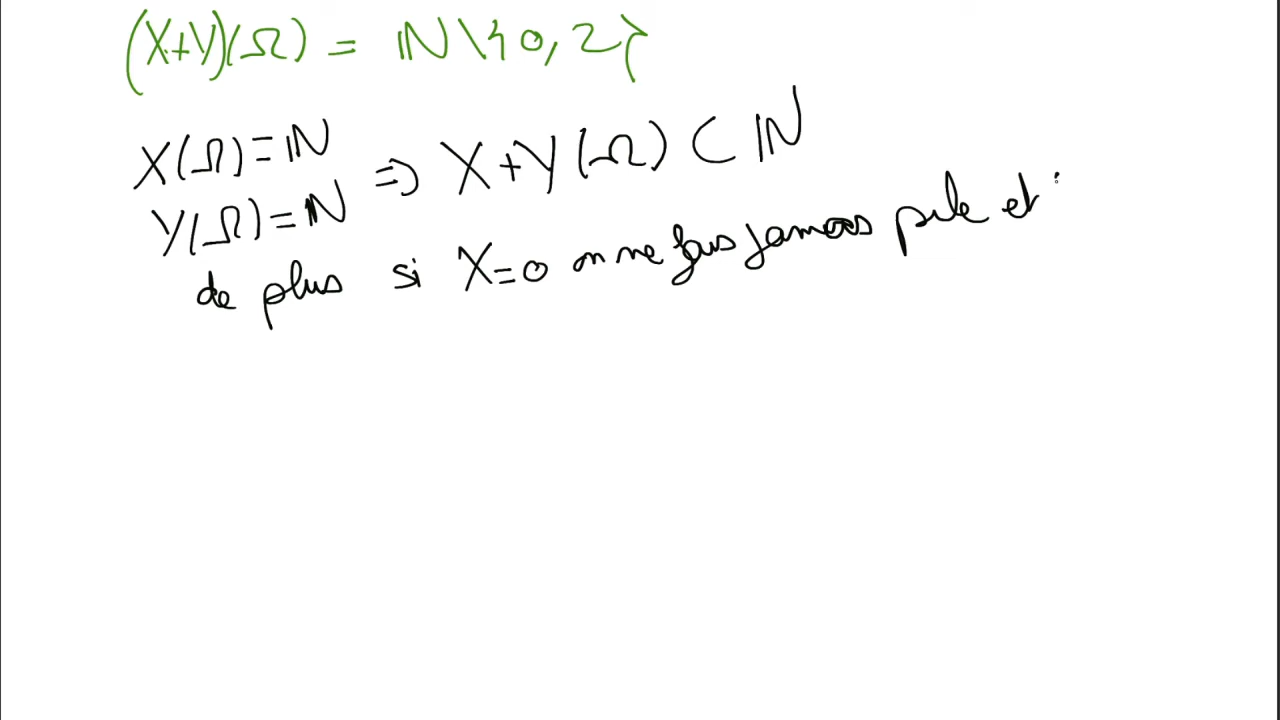 (X+Y)(Ω) = ℕ\{0,2}
X(Ω)=ℕ
Y(Ω)=ℕ ⇒ X+Y(Ω) ⊂ ℕ
de plus si X=0 on ne fais jamais pile et